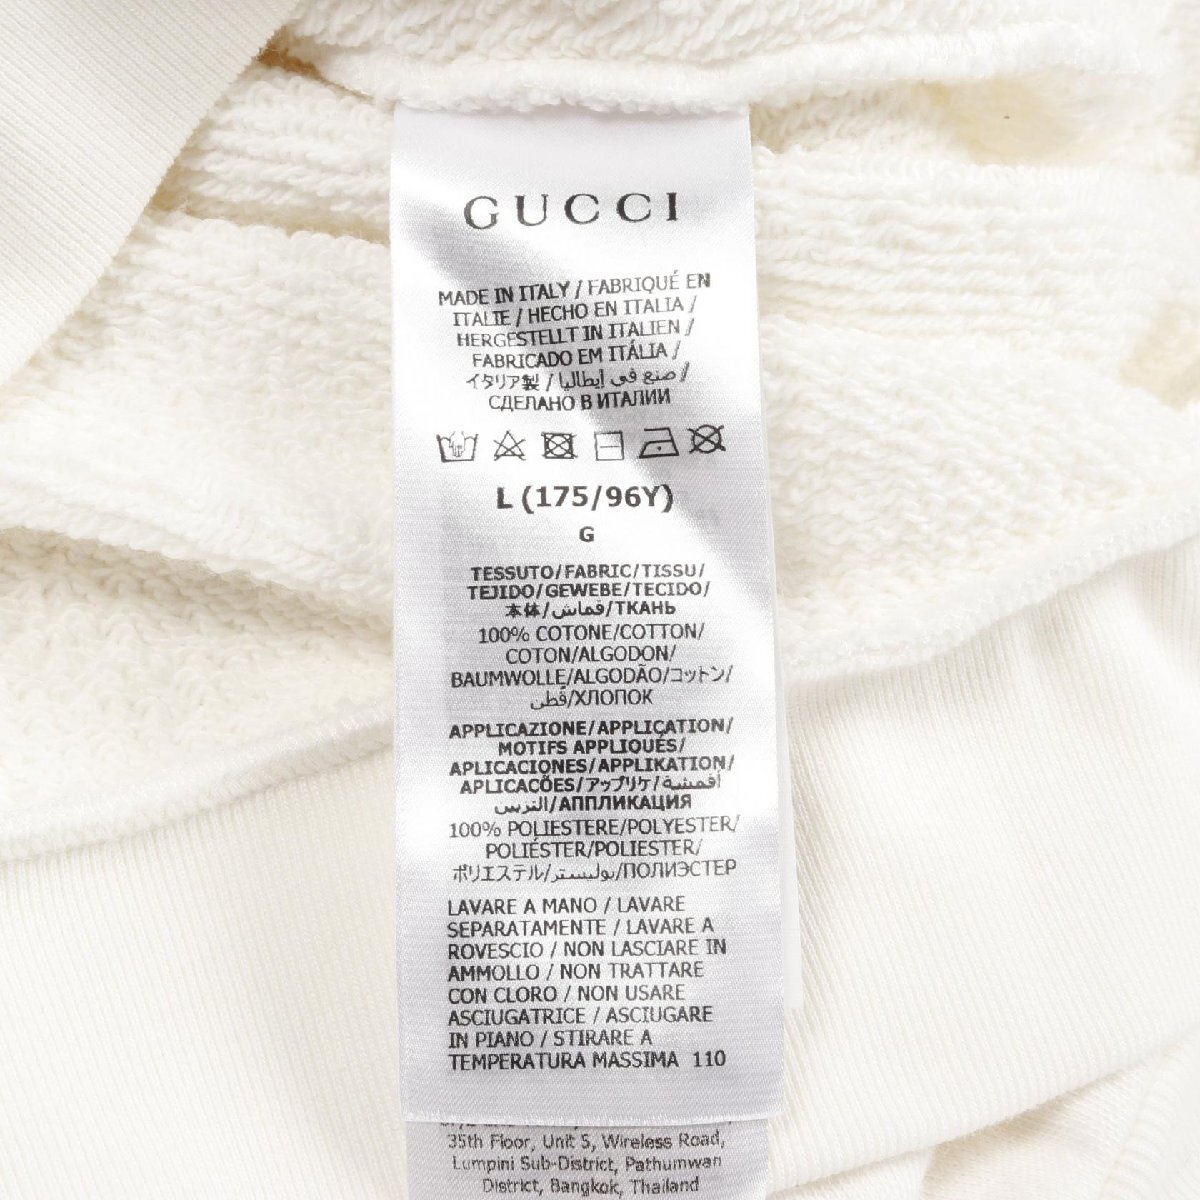 GUCCI
MADE IN ITALY / FABRIQUÉ EN
ITALIE / HECHO EN ITALIA /
HERGESTELLT IN ITALIEN /
FABRICADO EM ITÁLIA /
イタリア製 / صنع في إيطاليا /
СДЕЛАНО В ИТАЛИИ
L (175/96Y)
G
TESSUTO/FABRIC/TISSU/
TEJIDO/GEWEBE/TECIDO/
本体/قماش/ТКАНЬ
100% COTONE/COTTON/
COTON/ALGODON/
BAUMWOLLE/ALGODÃO/コットン/
قطن/ХЛОПОК
APPLICAZIONE/APPLICATION/
MOTIFS APPLIQUÉS/
APLICACIONES/APPLIKATION/
APLICACÕES/アップリケ/أقمشة
الترس/АППЛИКАЦИЯ
100% POLIESTERE/POLYESTER/
POLIÉSTER/POLIESTER/
ポリエステル/بوليستر/ПОЛИЭСТЕР
LAVARE A MANO / LAVARE
SEPARATAMENTE / LAVARE A
ROVESCIO / NON LASCIARE IN
AMMOLLO / NON TRATTARE
CON CLORO / NON USARE
ASCIUGATRICE / ASCIUGARE
IN PIANO / STIRARE A
TEMPERATURA MASSIMA 110
35th Floor, Unit 5, Wireless Road,
Lumpini Sub-District, Pathumwan
District, Bangkok, Thailand